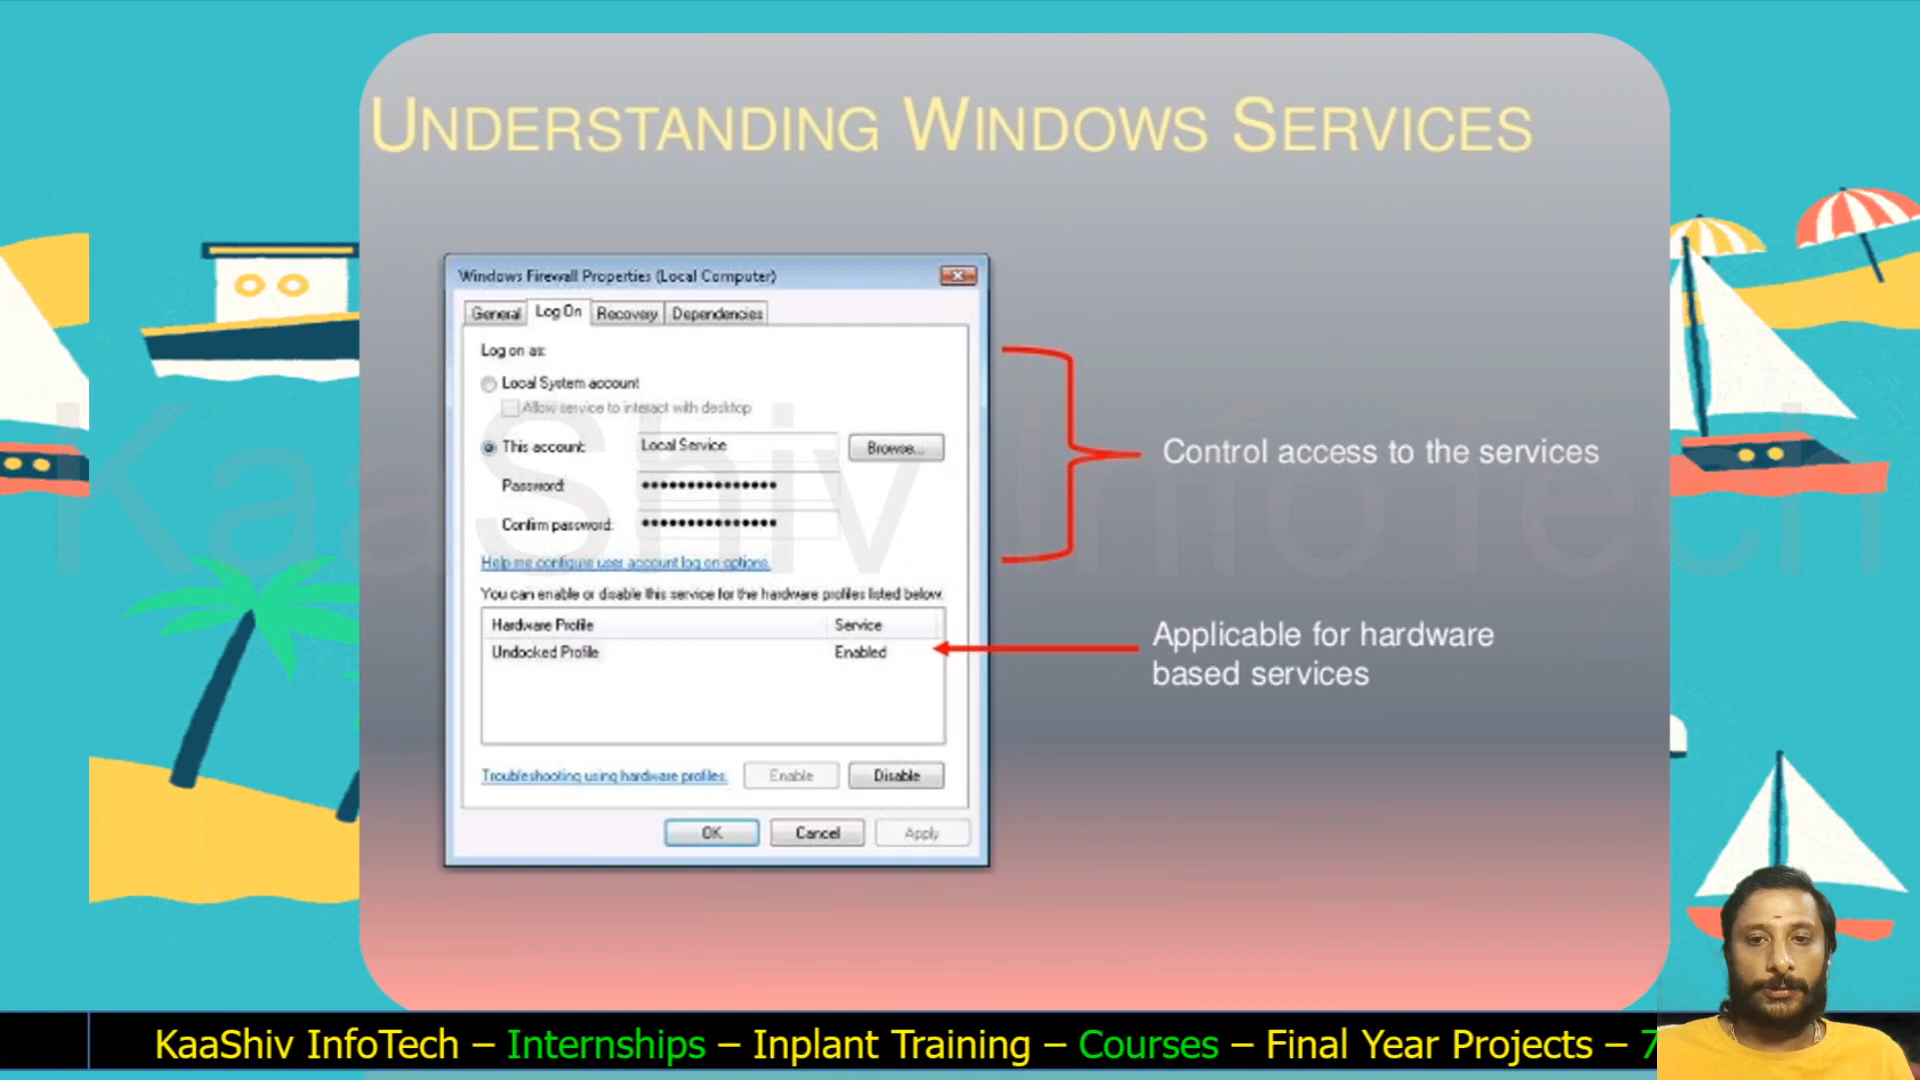 UNDERSTANDING WINDOWS SERVICES
Windows Firewall Properties (Local Computer)
General Log On Recovery Dependencies
Log on as:
Local System account
Allow service to interact with desktop
This account: Local Service Browse...
Password: •••••••••••••••
Confirm password: •••••••••••••••
Help me configure user account log on options.
You can enable or disable this service for the hardware profiles listed below:
Hardware Profile Service
Undocked Profile Enabled
Troubleshooting using hardware profiles. Enable Disable
OK Cancel Apply
Control access to the services
Applicable for hardware
based services
KaaShiv InfoTech
KaaShiv InfoTech – Internships – Inplant Training – Courses – Final Year Projects – 7